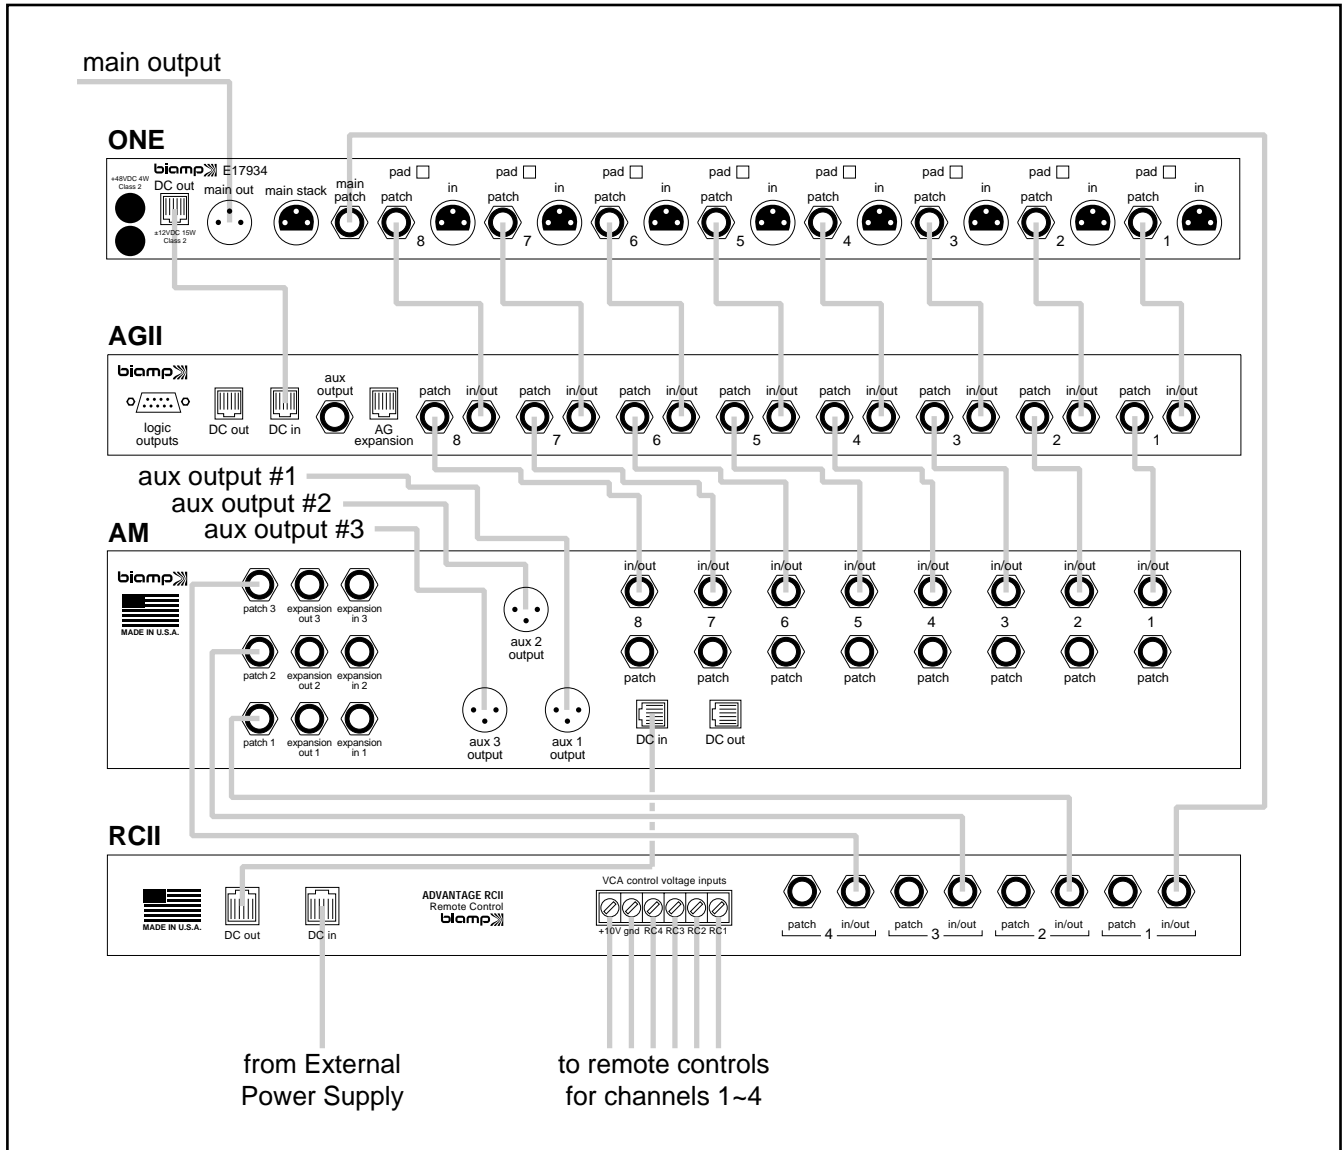 main output
ONE
+48VDC 4W
Class 2
biamp E17934
DC out
±12VDC 15W
Class 2
main out
main stack
main
patch
pad
patch
in
8
pad
patch
in
7
pad
patch
in
6
pad
patch
in
5
pad
patch
in
4
pad
patch
in
3
pad
patch
in
2
pad
patch
in
1
AGII
biamp
logic
outputs
DC out
DC in
aux
output
AG
expansion
patch in/out
8
patch in/out
7
patch in/out
6
patch in/out
5
patch in/out
4
patch in/out
3
patch in/out
2
patch in/out
1
aux output #1
aux output #2
aux output #3
AM
biamp
MADE IN U.S.A.
patch 3
expansion
out 3
expansion
in 3
patch 2
expansion
out 2
expansion
in 2
patch 1
expansion
out 1
expansion
in 1
aux 2
output
aux 3
output
aux 1
output
in/out in/out in/out in/out in/out in/out in/out in/out
8 7 6 5 4 3 2 1
patch patch patch patch patch patch patch patch
DC in
DC out
RCII
MADE IN U.S.A.
DC out
DC in
ADVANTAGE RCII
Remote Control
biamp
VCA control voltage inputs
+10V gnd RC4 RC3 RC2 RC1
patch 4 in/out
patch 3 in/out
patch 2 in/out
patch 1 in/out
from External
Power Supply
to remote controls
for channels 1~4